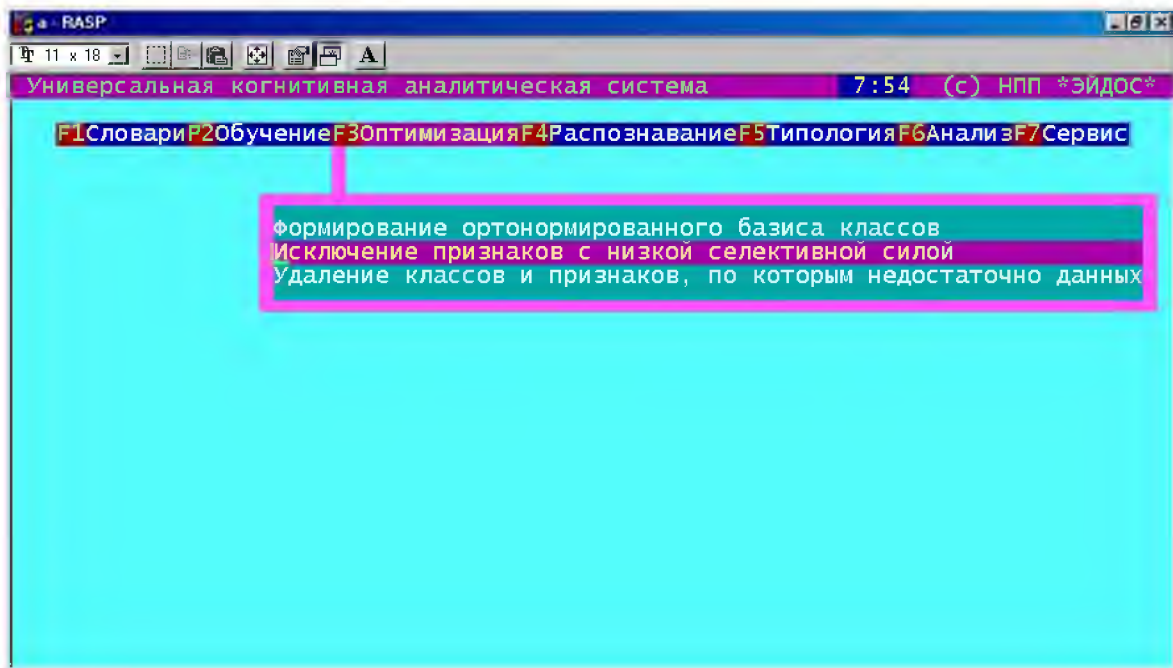 a - RASP
11 x 18 A
Универсальная когнитивная аналитическая система 7:54 (с) НПП *ЭЙДОС*
F1СловариF2ОбучениеF3ОптимизацияF4РаспознаваниеF5ТипологияF6АнализF7Сервис
Формирование ортонормированного базиса классов
Исключение признаков с низкой селективной силой
Удаление классов и признаков, по которым недостаточно данных